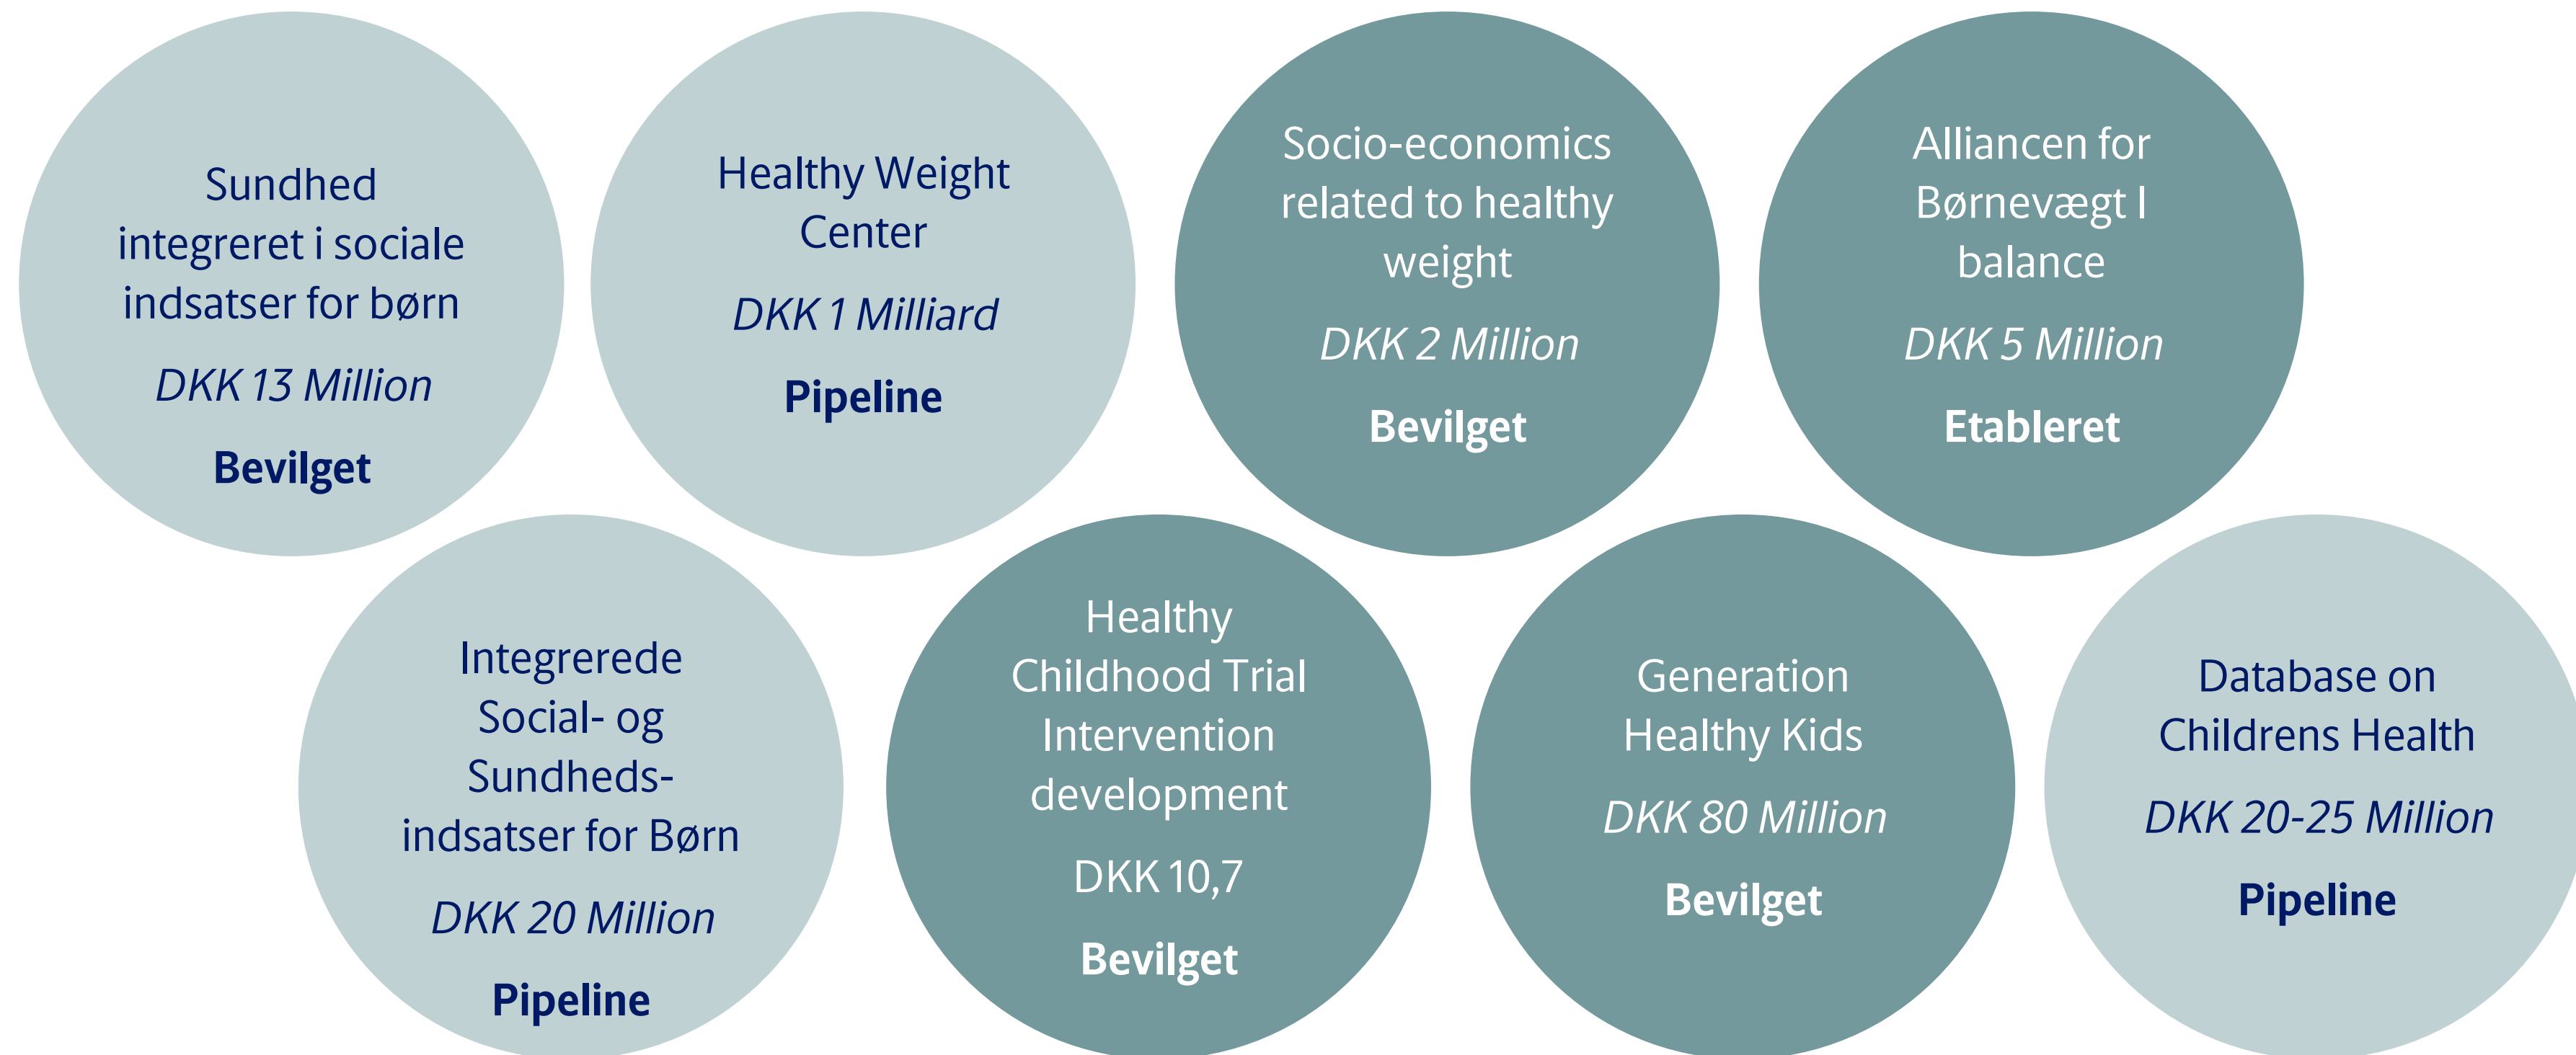 Sundhed
integreret i sociale
indsatser for børn
DKK 13 Million
Bevilget
Healthy Weight
Center
DKK 1 Milliard
Pipeline
Socio-economics
related to healthy
weight
DKK 2 Million
Bevilget
Alliancen for
Børnevægt I
balance
DKK 5 Million
Etableret
Integrerede
Social- og
Sundheds-
indsatser for Børn
DKK 20 Million
Pipeline
Healthy
Childhood Trial
Intervention
development
DKK 10,7
Bevilget
Generation
Healthy Kids
DKK 80 Million
Bevilget
Database on
Childrens Health
DKK 20-25 Million
Pipeline